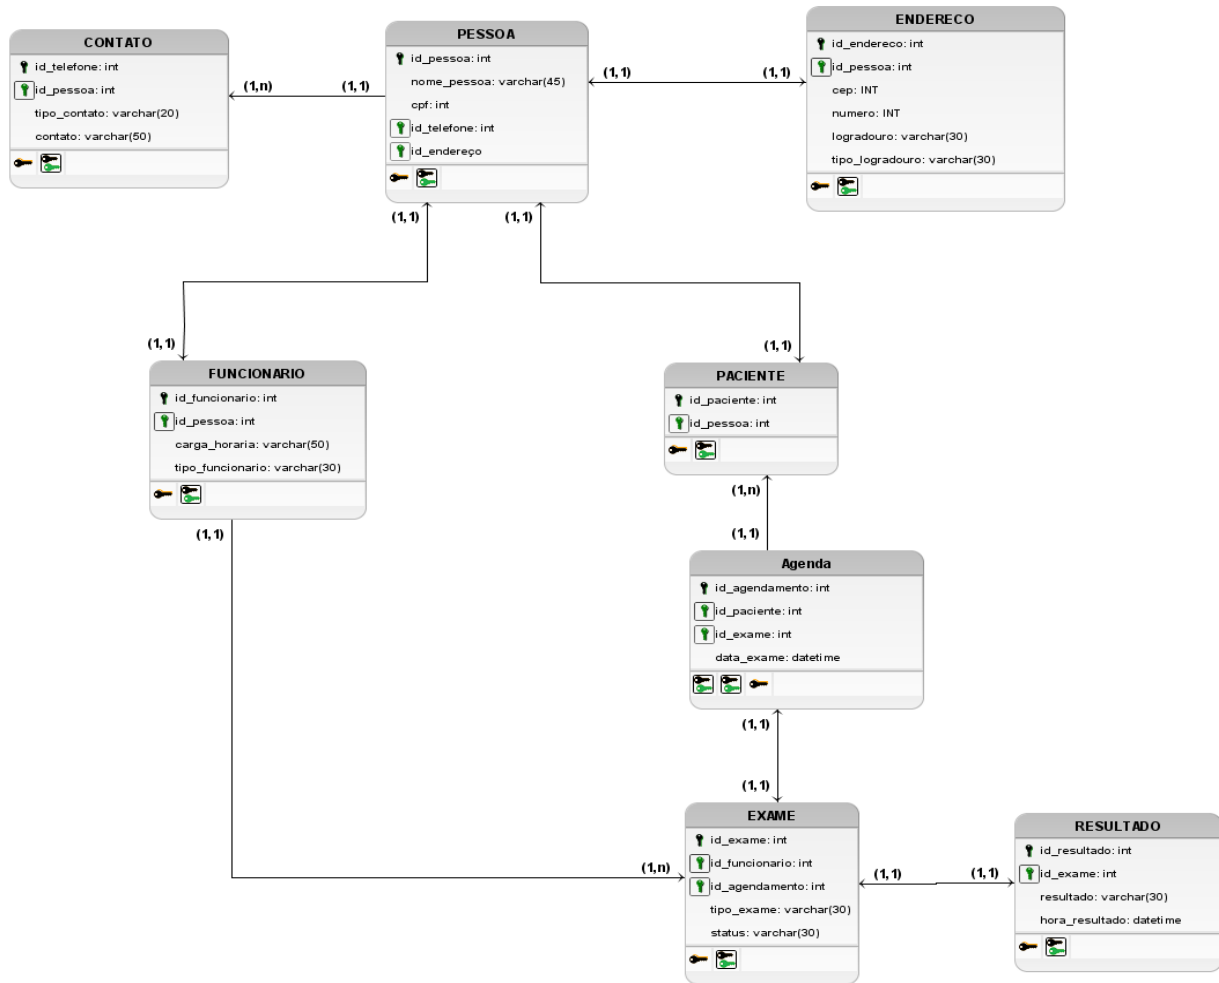 CONTATO
id_telefone: int
id_pessoa: int
tipo_contato: varchar(20)
contato: varchar(50)
(1,n)
(1,1)
PESSOA
id_pessoa: int
nome_pessoa: varchar(45)
cpf: int
id_telefone: int
id_endereço
(1,1)
(1,1)
ENDERECO
id_endereco: int
id_pessoa: int
cep: INT
numero: INT
logradouro: varchar(30)
tipo_logradouro: varchar(30)
(1,1)
(1,1)
(1,1)
(1,1)
FUNCIONARIO
id_funcionario: int
id_pessoa: int
carga_horaria: varchar(50)
tipo_funcionario: varchar(30)
(1,1)
PACIENTE
id_paciente: int
id_pessoa: int
(1,n)
(1,1)
Agenda
id_agendamento: int
id_paciente: int
id_exame: int
data_exame: datetime
(1,1)
(1,1)
(1,n)
EXAME
id_exame: int
id_funcionario: int
id_agendamento: int
tipo_exame: varchar(30)
status: varchar(30)
(1,1)
(1,1)
RESULTADO
id_resultado: int
id_exame: int
resultado: varchar(30)
hora_resultado: datetime